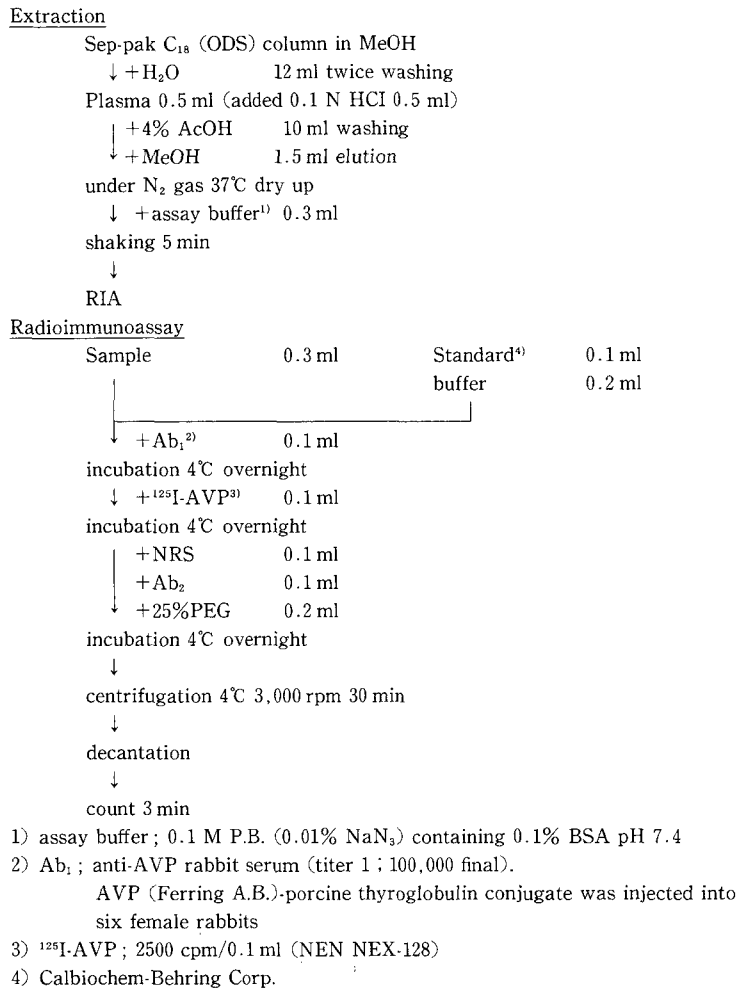 Extraction
Sep-pak C₁₈ (ODS) column in MeOH
↓ +H₂O 12 ml twice washing
Plasma 0.5 ml (added 0.1 N HCl 0.5 ml)
+4% AcOH 10 ml washing
↓ +MeOH 1.5 ml elution
under N₂ gas 37℃ dry up
↓ +assay buffer¹⁾ 0.3 ml
shaking 5 min
↓
RIA
Radioimmunoassay
Sample 0.3 ml Standard⁴⁾ 0.1 ml
buffer 0.2 ml
↓ +Ab₁²⁾ 0.1 ml
incubation 4℃ overnight
↓ +¹²⁵I-AVP³⁾ 0.1 ml
incubation 4℃ overnight
+NRS 0.1 ml
+Ab₂ 0.1 ml
↓ +25%PEG 0.2 ml
incubation 4℃ overnight
↓
centrifugation 4℃ 3,000 rpm 30 min
↓
decantation
↓
count 3 min
1) assay buffer ; 0.1 M P.B. (0.01% NaN₃) containing 0.1% BSA pH 7.4
2) Ab₁ ; anti-AVP rabbit serum (titer 1 ; 100,000 final).
AVP (Ferring A.B.)-porcine thyroglobulin conjugate was injected into
six female rabbits
3) ¹²⁵I-AVP ; 2500 cpm/0.1 ml (NEN NEX-128)
4) Calbiochem-Behring Corp.